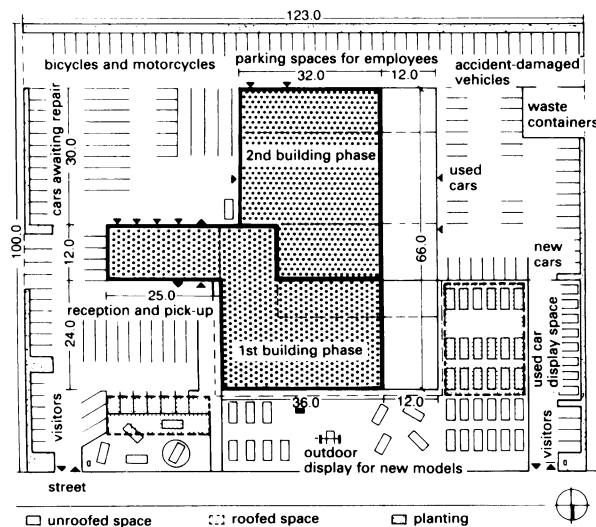 123.0
bicycles and motorcycles
parking spaces for employees
accident-damaged
vehicles
32.0
12.0
waste
containers
cars awaiting repair
30.0
2nd building phase
used
cars
100.0
12.0
66.0
new
cars
25.0
reception and pick-up
24.0
1st building phase
used car
display space
36.0
12.0
visitors
outdoor
display for new models
visitors
street
unroofed space
roofed space
planting